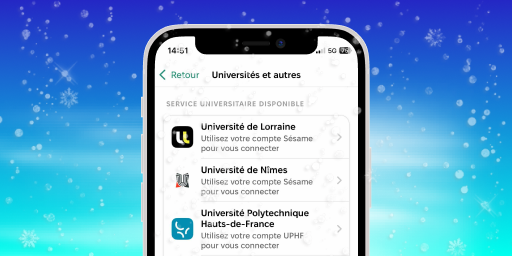 14:51
5G
Retour
Universités et autres
SERVICE UNIVERSITAIRE DISPONIBLE
Université de Lorraine
Utilisez votre compte Sésame
pour vous connecter
Université de Nîmes
Utilisez votre compte Sésame
pour vous connecter
Université Polytechnique
Hauts-de-France
Utilisez votre compte UPHF
pour vous connecter